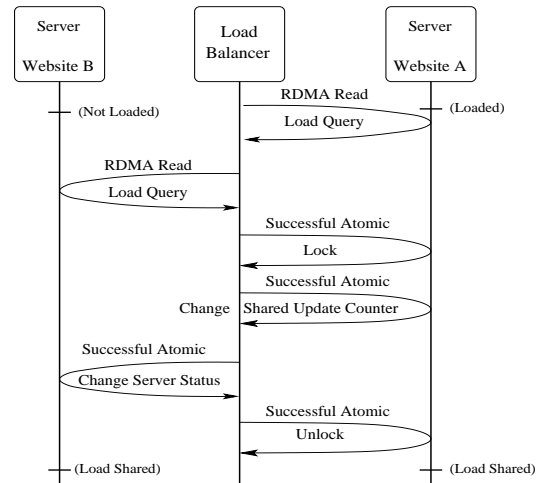 Server
Website B
Load
Balancer
Server
Website A
RDMA Read
(Not Loaded)
(Loaded)
Load Query
RDMA Read
Load Query
Successful Atomic
Lock
Successful Atomic
Change Shared Update Counter
Successful Atomic
Change Server Status
Successful Atomic
Unlock
(Load Shared)
(Load Shared)